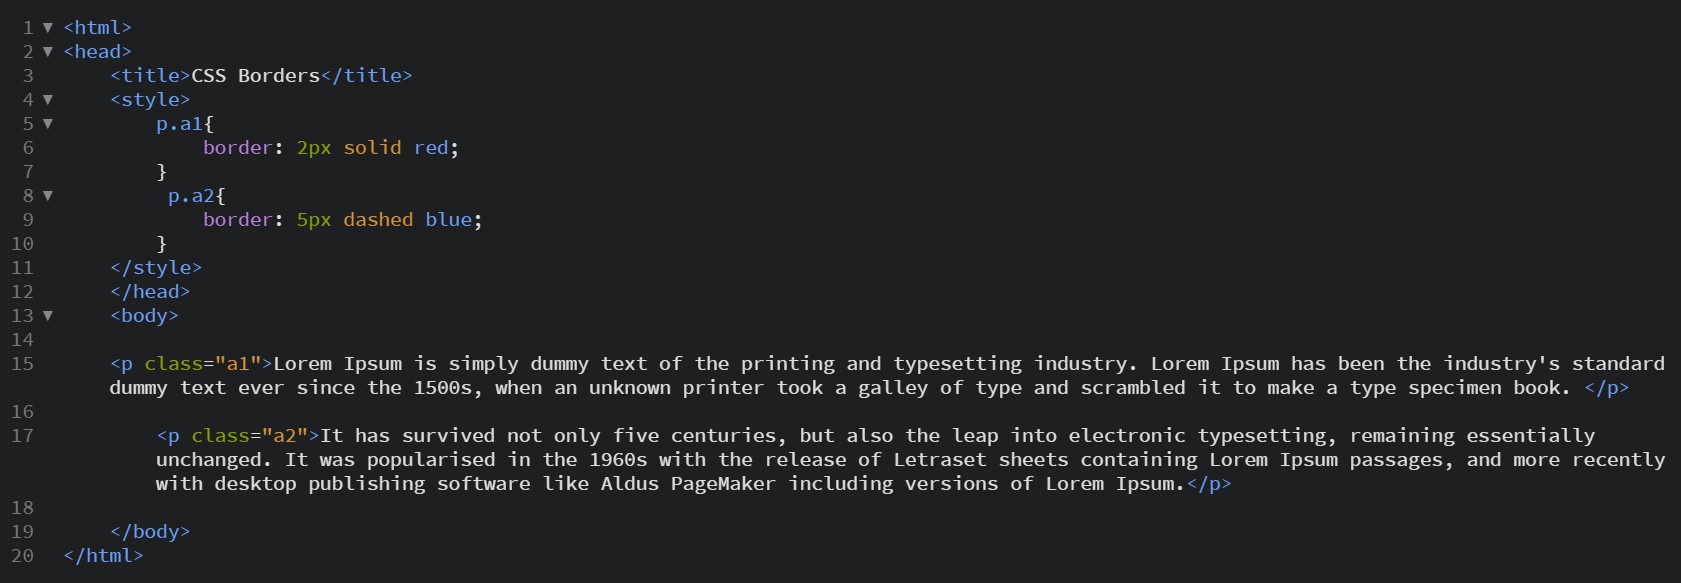 1 ▼ <html>
2 ▼ <head>
3 <title>CSS Borders</title>
4 ▼ <style>
5 ▼ p.a1{
6 border: 2px solid red;
7 }
8 ▼ p.a2{
9 border: 5px dashed blue;
10 }
11 </style>
12 </head>
13 ▼ <body>
14
15 <p class="a1">Lorem Ipsum is simply dummy text of the printing and typesetting industry. Lorem Ipsum has been the industry's standard
dummy text ever since the 1500s, when an unknown printer took a galley of type and scrambled it to make a type specimen book. </p>
16
17 <p class="a2">It has survived not only five centuries, but also the leap into electronic typesetting, remaining essentially
unchanged. It was popularised in the 1960s with the release of Letraset sheets containing Lorem Ipsum passages, and more recently
with desktop publishing software like Aldus PageMaker including versions of Lorem Ipsum.</p>
18
19 </body>
20 </html>